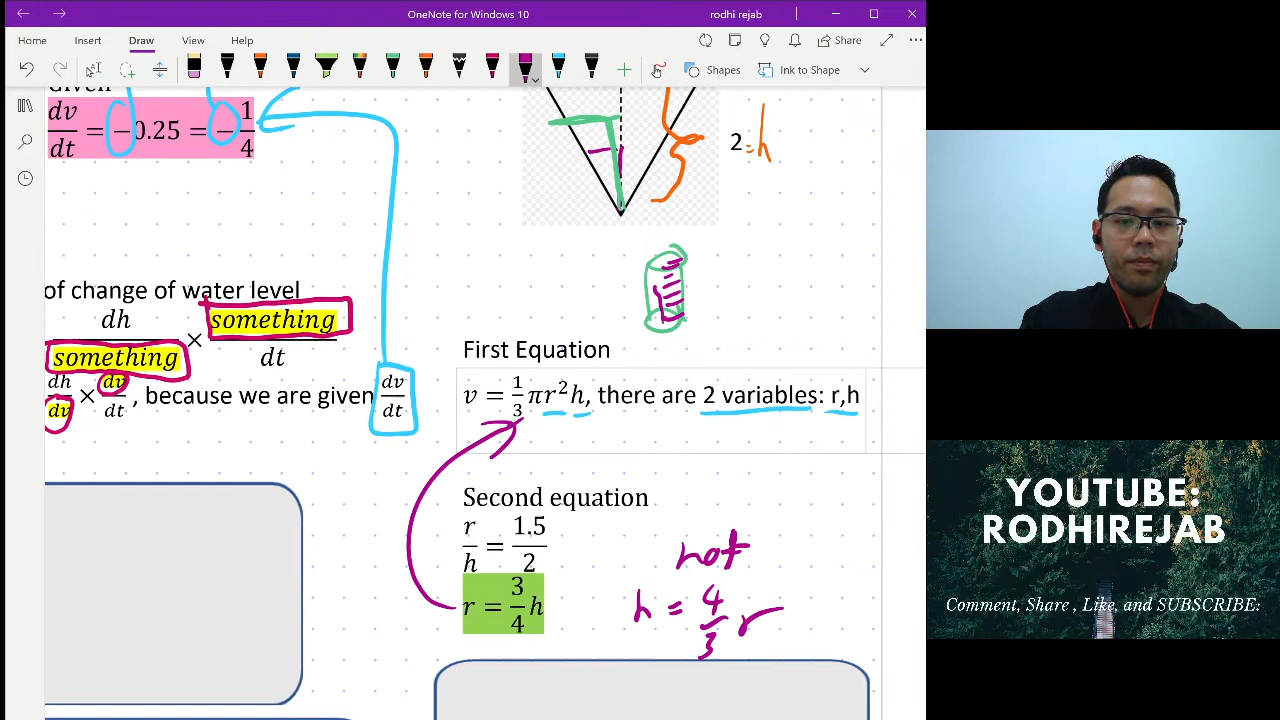 OneNote for Windows 10
rodhi rejab
Home Insert Draw View Help
Share
Shapes
Ink to Shape
Given
dv/dt = −0.25 = −1/4
2 = h
of change of water level
dh/something × something/dt
dh/dv × dv/dt, because we are given dv/dt
First Equation
v = 1/3 πr²h, there are 2 variables: r,h
Second equation
r/h = 1.5/2
r = 3/4 h
not
h = 4/3 r
YOUTUBE:
RODHIREJAB
Comment, Share , Like, and SUBSCRIBE: